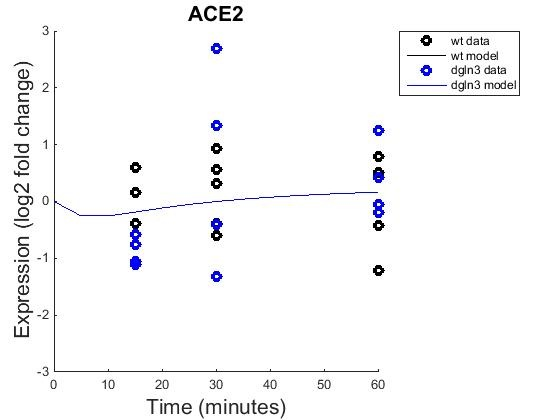 ACE2
Expression (log2 fold change)
3
2
1
0
-1
-2
-3
0 10 20 30 40 50 60
Time (minutes)
wt data
wt model
dgln3 data
dgln3 model